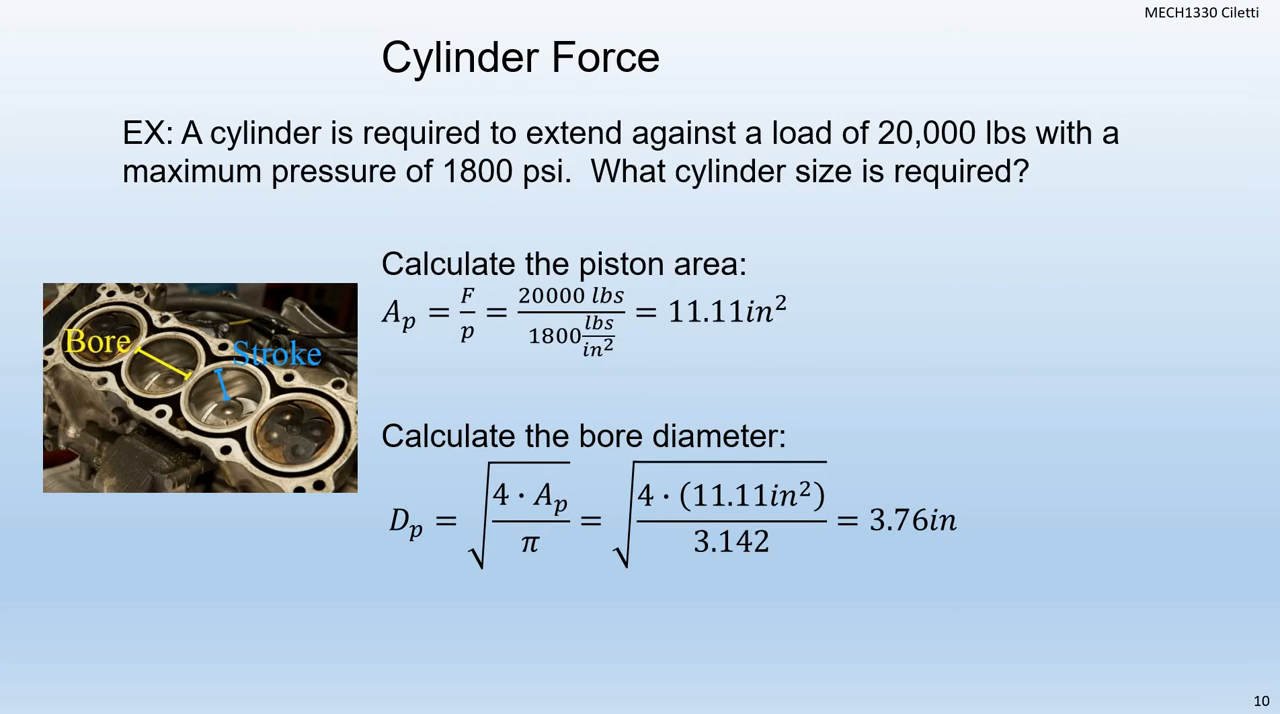 MECH1330 Ciletti
Cylinder Force
EX: A cylinder is required to extend against a load of 20,000 lbs with a
maximum pressure of 1800 psi.  What cylinder size is required?
Calculate the piston area:
A_p = F/p = 20000 lbs / 1800 lbs/in² = 11.11in²
Bore
Stroke
Calculate the bore diameter:
D_p = √(4 · A_p / π) = √(4 · (11.11in²) / 3.142) = 3.76in
10